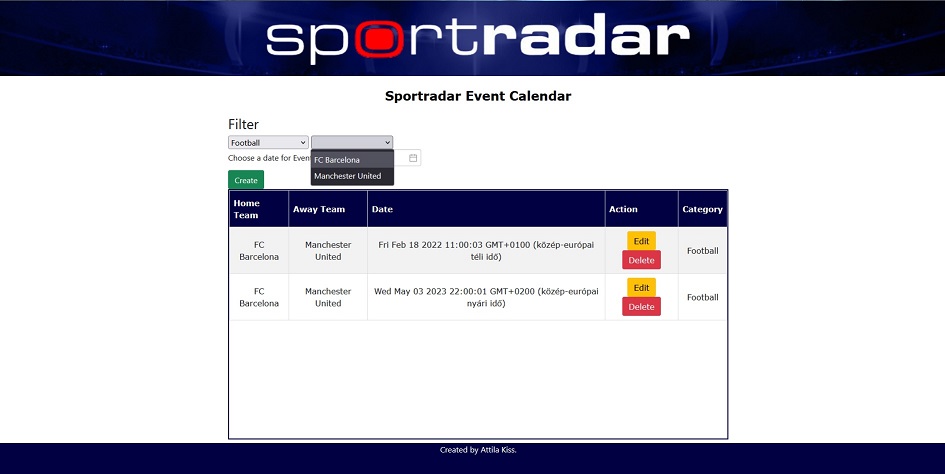 sportradar
Sportradar Event Calendar
Filter
Football
Choose a date for Even
FC Barcelona
Manchester United
Create
Home Team Away Team Date Action Category
FC Barcelona Manchester United Fri Feb 18 2022 11:00:03 GMT+0100 (közép-európai téli idő) Edit Delete Football
FC Barcelona Manchester United Wed May 03 2023 22:00:01 GMT+0200 (közép-európai nyári idő) Edit Delete Football
Created by Attila Kiss.